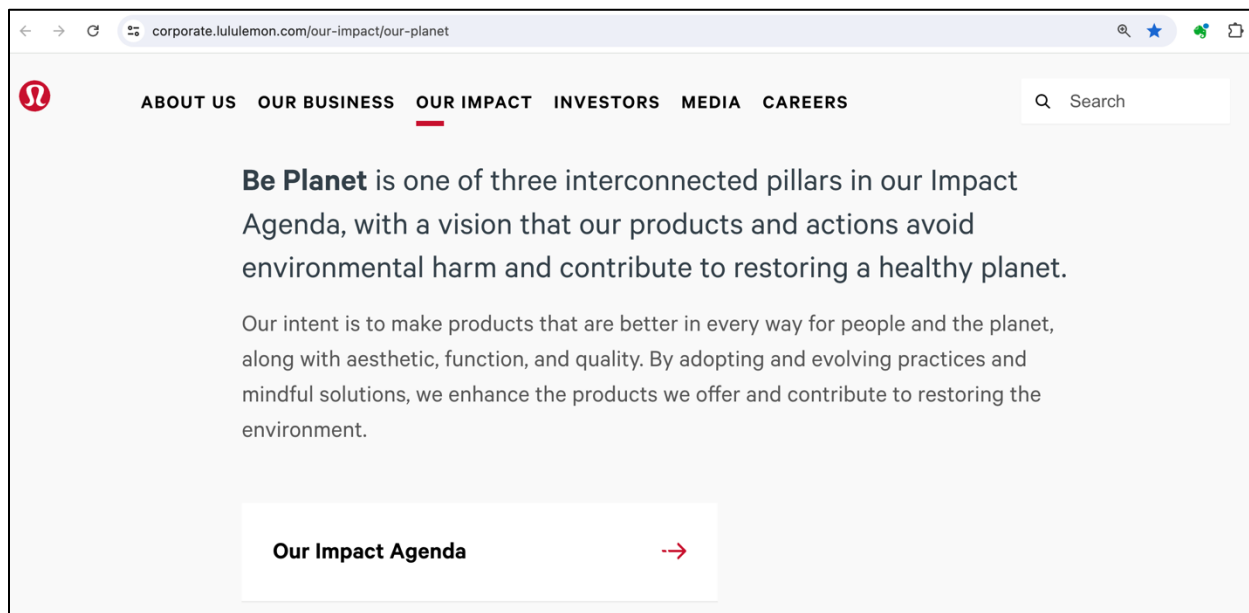 corporate.lululemon.com/our-impact/our-planet
ABOUT US OUR BUSINESS OUR IMPACT INVESTORS MEDIA CAREERS Search
Be Planet is one of three interconnected pillars in our Impact
Agenda, with a vision that our products and actions avoid
environmental harm and contribute to restoring a healthy planet.
Our intent is to make products that are better in every way for people and the planet,
along with aesthetic, function, and quality. By adopting and evolving practices and
mindful solutions, we enhance the products we offer and contribute to restoring the
environment.
Our Impact Agenda